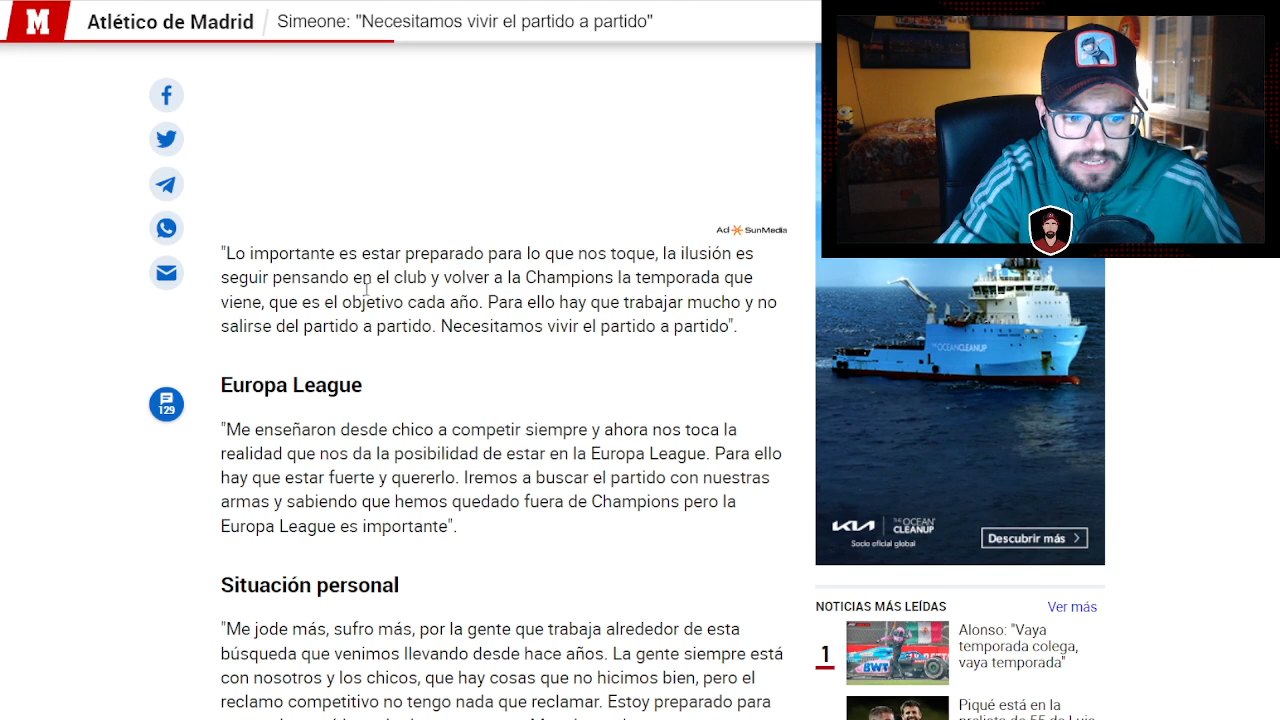 M
Atlético de Madrid
Simeone: "Necesitamos vivir el partido a partido"
Ad SunMedia
"Lo importante es estar preparado para lo que nos toque, la ilusión es
seguir pensando en el club y volver a la Champions la temporada que
viene, que es el objetivo cada año. Para ello hay que trabajar mucho y no
salirse del partido a partido. Necesitamos vivir el partido a partido".
129
Europa League
"Me enseñaron desde chico a competir siempre y ahora nos toca la
realidad que nos da la posibilidad de estar en la Europa League. Para ello
hay que estar fuerte y quererlo. Iremos a buscar el partido con nuestras
armas y sabiendo que hemos quedado fuera de Champions pero la
Europa League es importante".
Situación personal
"Me jode más, sufro más, por la gente que trabaja alrededor de esta
búsqueda que venimos llevando desde hace años. La gente siempre está
con nosotros y los chicos, que hay cosas que no hicimos bien, pero el
reclamo competitivo no tengo nada que reclamar. Estoy preparado para
THE OCEANCLEANUP
KIA
THE OCEAN
CLEANUP
Socio oficial global
Descubrir más
NOTICIAS MÁS LEÍDAS
Ver más
1
BWT
Alonso: "Vaya
temporada colega,
vaya temporada"
Piqué está en la